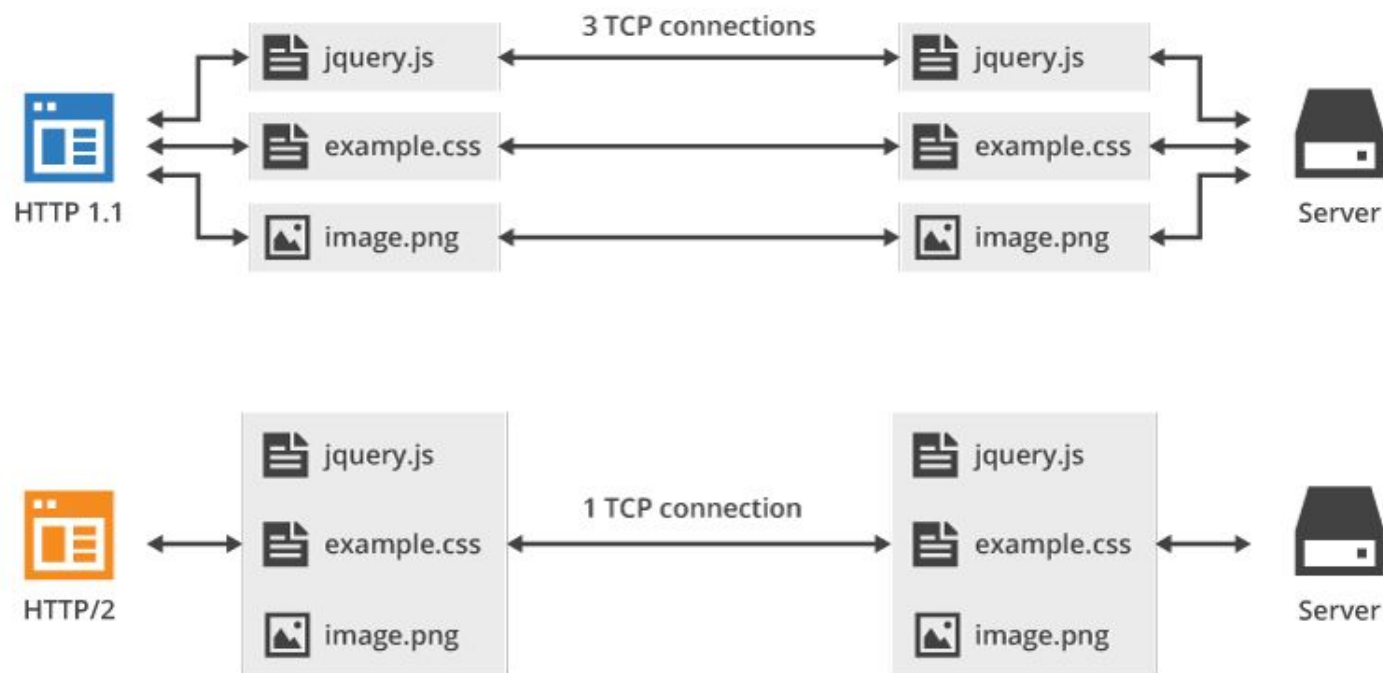 3 TCP connections
jquery.js
jquery.js
example.css
example.css
HTTP 1.1
Server
image.png
image.png
jquery.js
jquery.js
1 TCP connection
example.css
example.css
HTTP/2
Server
image.png
image.png